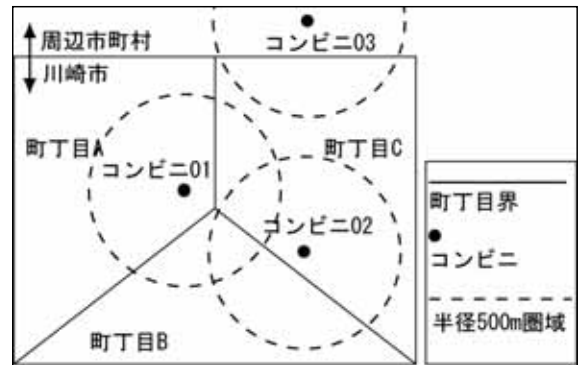 周辺市町村
川崎市
コンビニ03
町丁目A
コンビニ01
町丁目C
コンビニ02
町丁目B
町丁目界
コンビニ
半径500m圏域